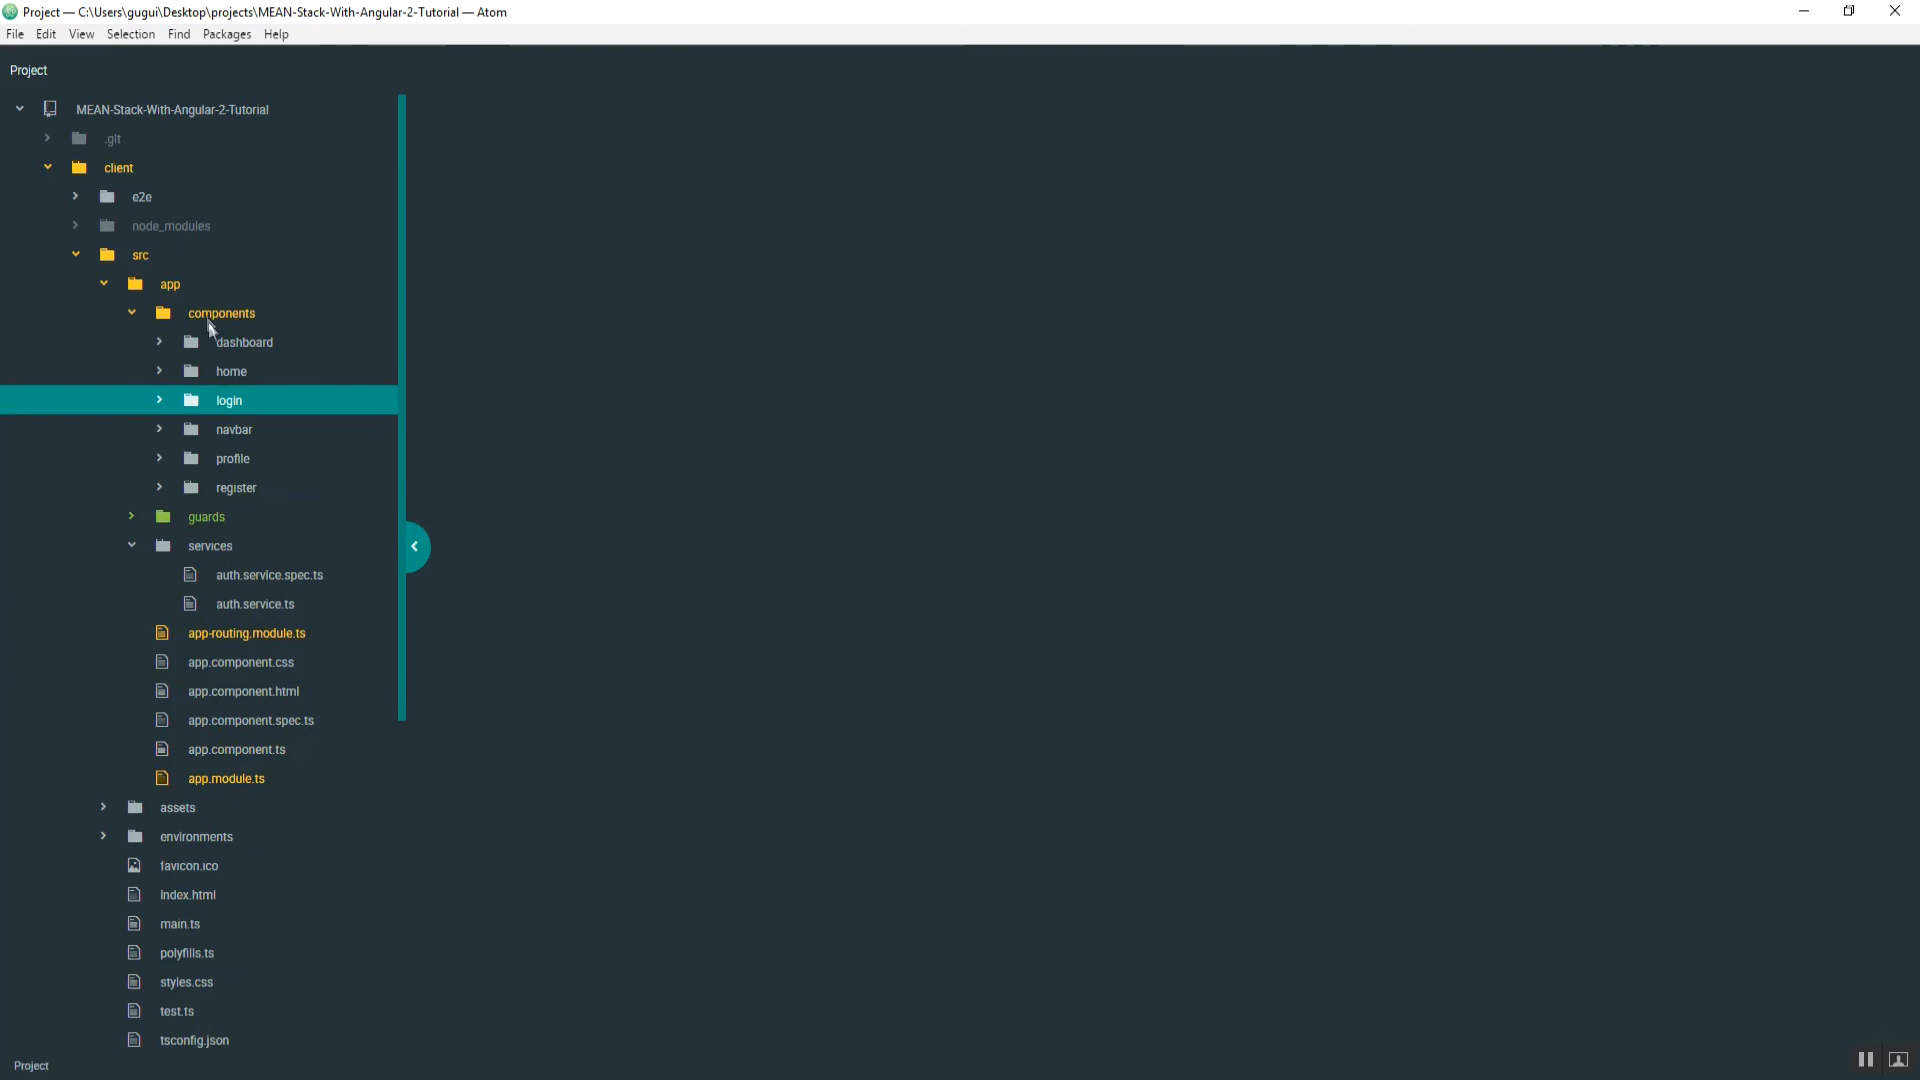 Project — C:\Users\gugui\Desktop\projects\MEAN-Stack-With-Angular-2-Tutorial — Atom
File Edit View Selection Find Packages Help
Project
MEAN-Stack-With-Angular-2-Tutorial
.git
client
e2e
node_modules
src
app
components
dashboard
home
login
navbar
profile
register
guards
services
auth.service.spec.ts
auth.service.ts
app-routing.module.ts
app.component.css
app.component.html
app.component.spec.ts
app.component.ts
app.module.ts
assets
environments
favicon.ico
index.html
main.ts
polyfills.ts
styles.css
test.ts
tsconfig.json
Project